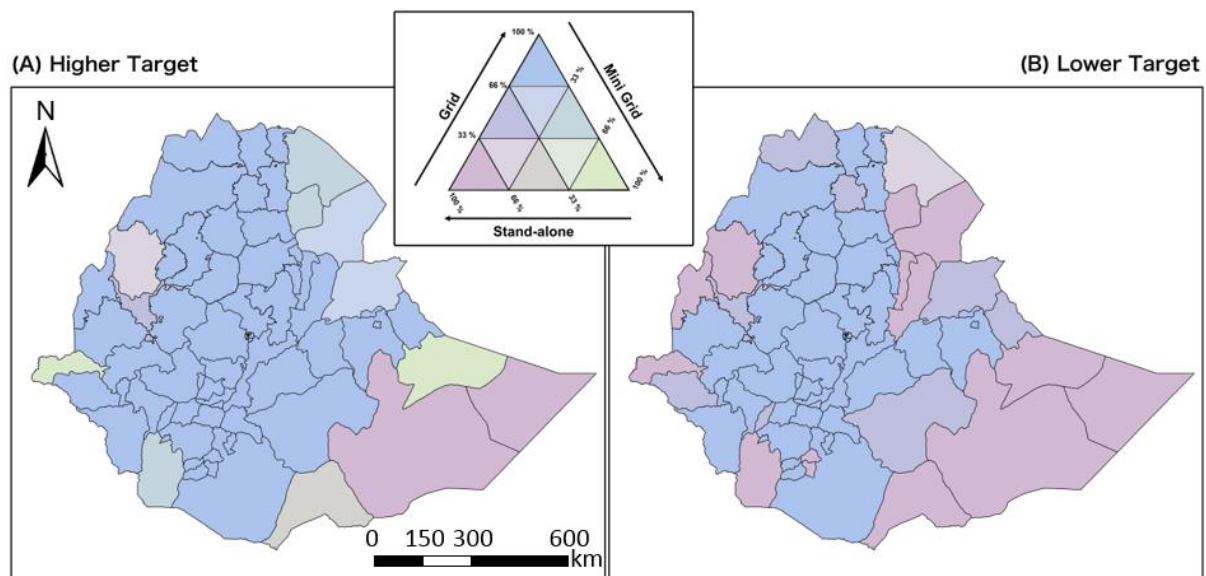 (A) Higher Target
(B) Lower Target
N
100 %
Grid
Mini Grid
66 %
33 %
33 %
66 %
100 %
66 %
33 %
100 %
Stand-alone
0 150 300 600
km